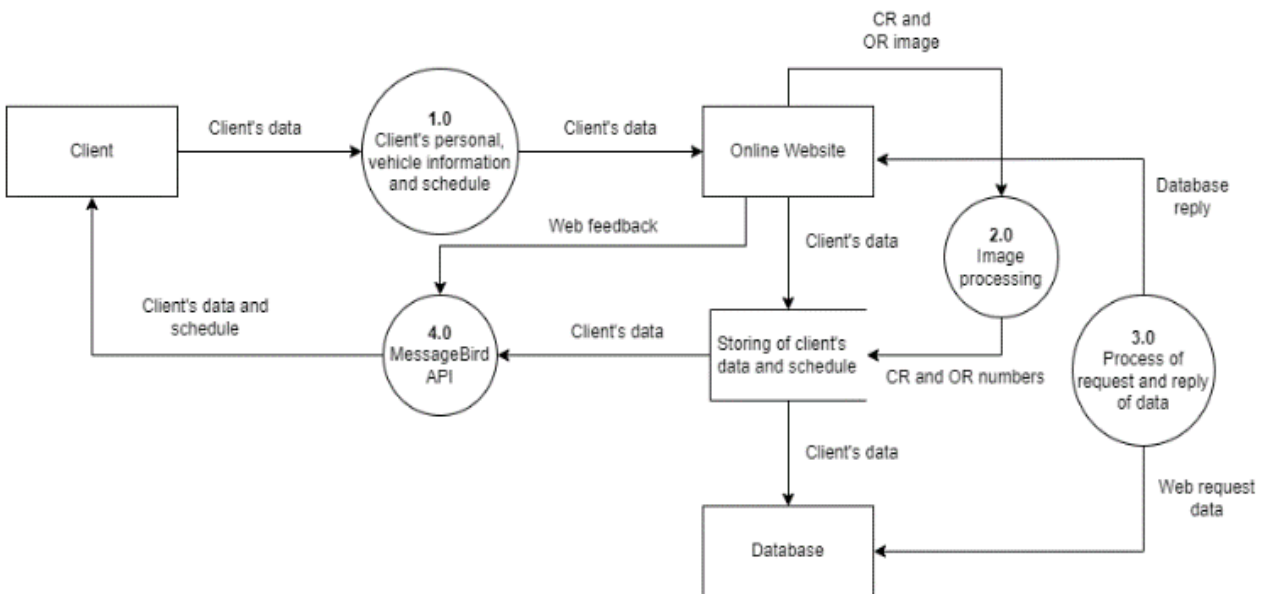 CR and
OR image
Client
Client's data
1.0
Client's personal,
vehicle information
and schedule
Client's data
Online Website
Database
reply
Web feedback
Client's data
2.0
Image
processing
Client's data and
schedule
4.0
MessageBird
API
Client's data
Storing of client's
data and schedule
CR and OR numbers
3.0
Process of
request and reply
of data
Client's data
Web request
data
Database